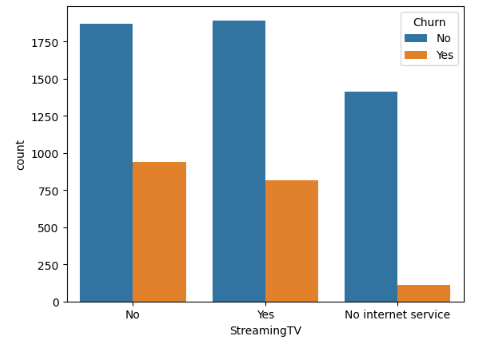 Churn
No
Yes
1750
1500
1250
1000
750
500
250
0
count
No
Yes
No internet service
StreamingTV